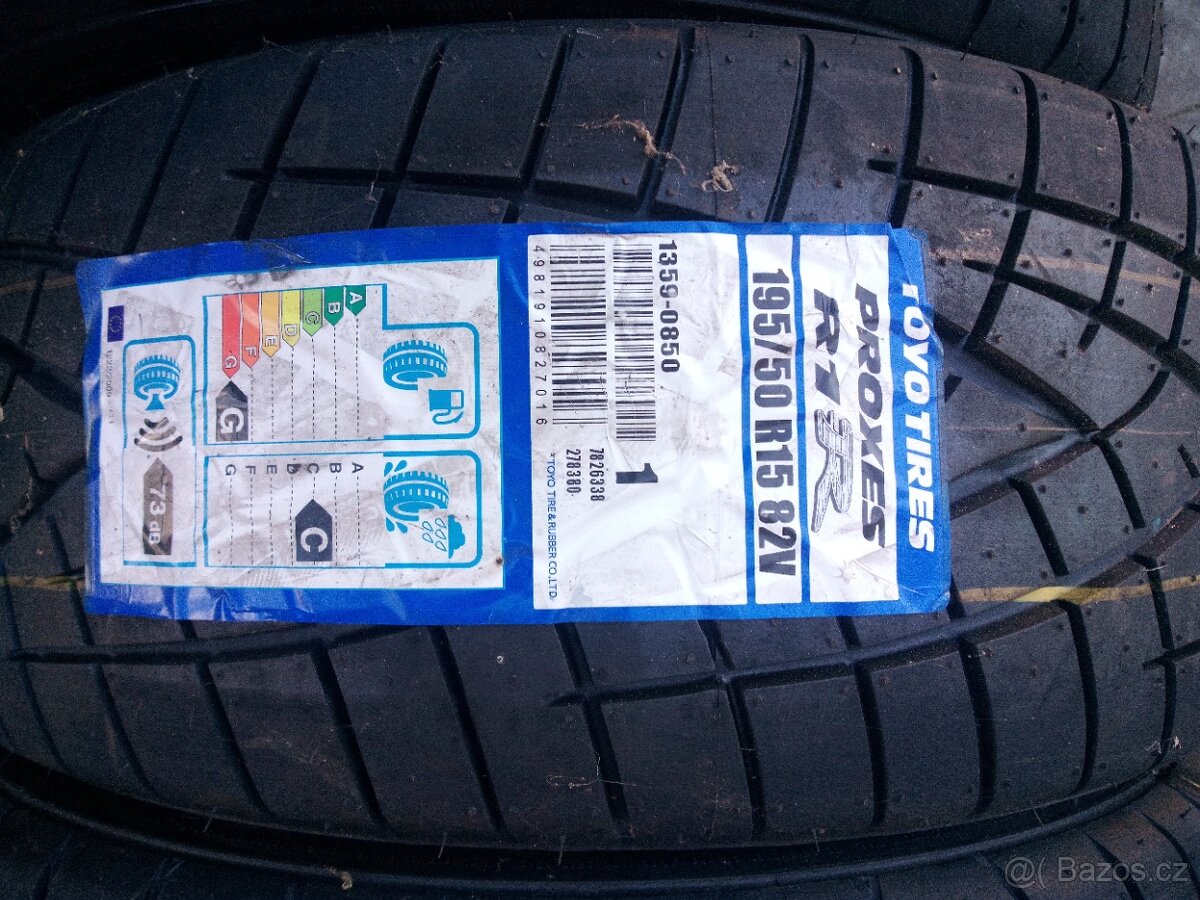 TOYO TIRES
PROXES
R1R
195/50 R15 82V
1359-0850
1
7826338
278380
4981910827016
*TOYO TIRE & RUBBER CO.,LTD.
A
B
C
D
E
F
G
G
A
B
C
D
E
F
G
C
73 dB
Bazos.cz